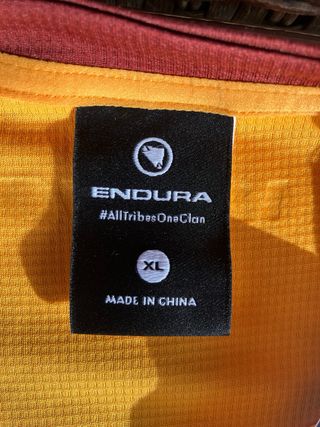 ENDURA
#AllTribesOneClan
XL
MADE IN CHINA